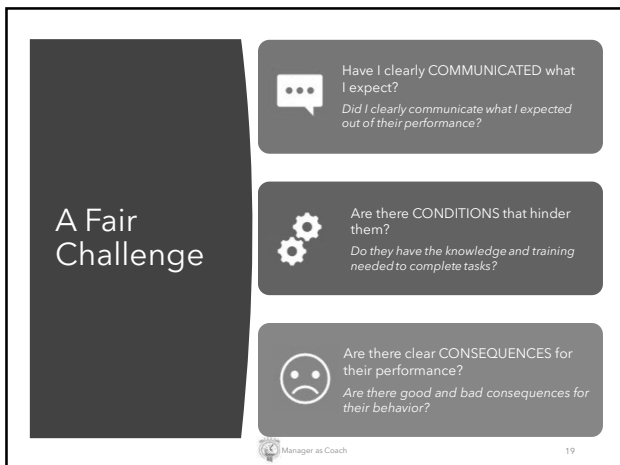 A Fair
Challenge
Have I clearly COMMUNICATED what
I expect?
Did I clearly communicate what I expected
out of their performance?
Are there CONDITIONS that hinder
them?
Do they have the knowledge and training
needed to complete tasks?
Are there clear CONSEQUENCES for
their performance?
Are there good and bad consequences for
their behavior?
Manager as Coach
19